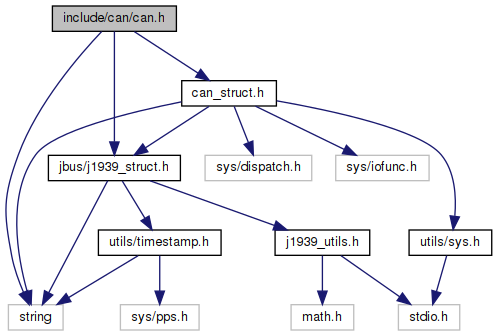 include/can/can.h
can_struct.h
jbus/j1939_struct.h
sys/dispatch.h
sys/iofunc.h
utils/timestamp.h
j1939_utils.h
utils/sys.h
string
sys/pps.h
math.h
stdio.h